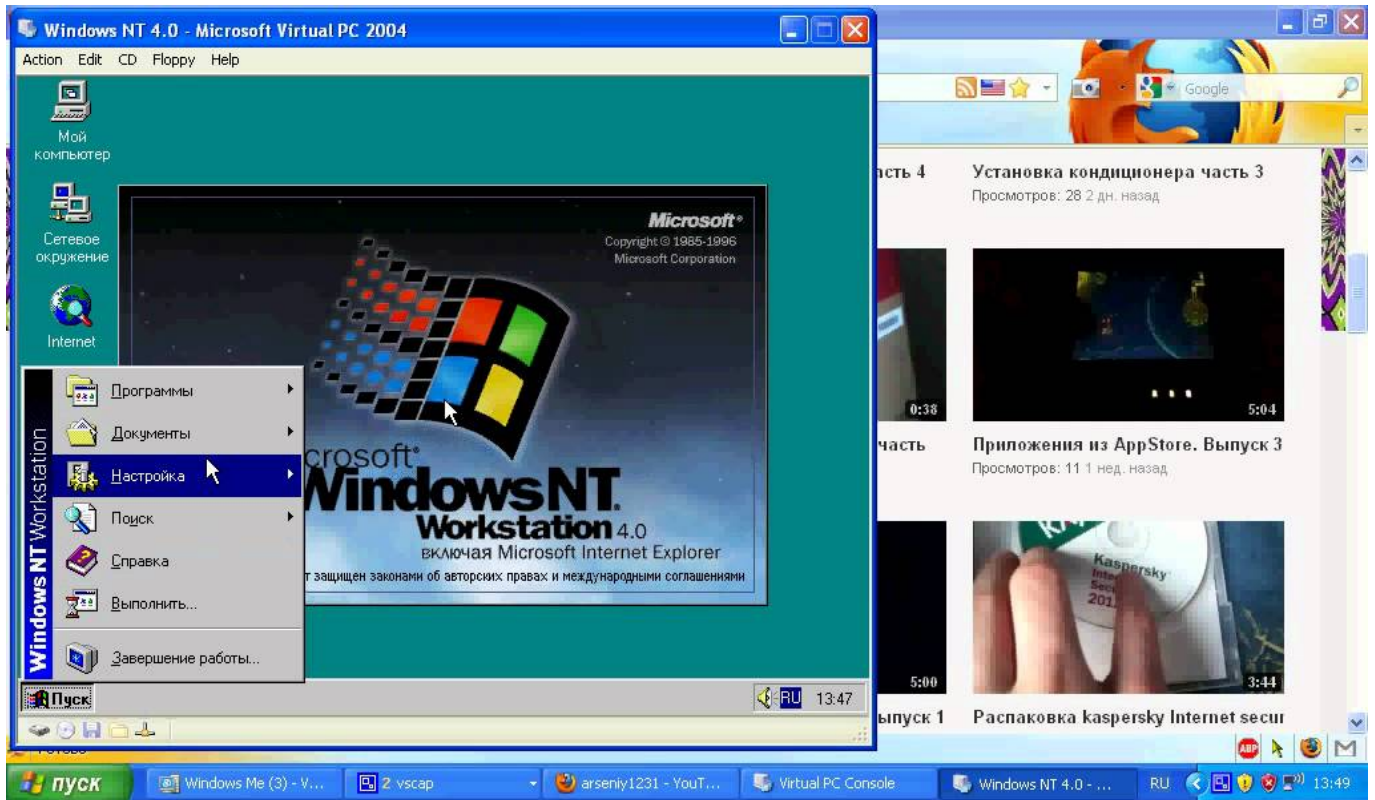 Windows NT 4.0 - Microsoft Virtual PC 2004
Action Edit CD Floppy Help
Мой
компьютер
Сетевое
окружение
Internet
Microsoft®
Copyright © 1985-1996
Microsoft Corporation
crosoft®
WindowsNT.
Workstation 4.0
включая Microsoft Internet Explorer
т защищен законами об авторских правах и международными соглашениями
Windows NT Workstation
Программы
Документы
Настройка
Поиск
Справка
Выполнить...
Завершение работы...
Пуск
RU 13:47
Google
асть 4
Установка кондиционера часть 3
Просмотров: 28 2 дн. назад
0:38
5:04
часть
Приложения из AppStore. Выпуск 3
Просмотров: 11 1 нед. назад
Kaspersky
5:00
3:44
ыпуск 1
Распаковка kaspersky Internet secur
ABP
пуск
Windows Me (3) - V...
2 vscap
arseniy1231 - YouT...
Virtual PC Console
Windows NT 4.0 - ...
RU
13:49